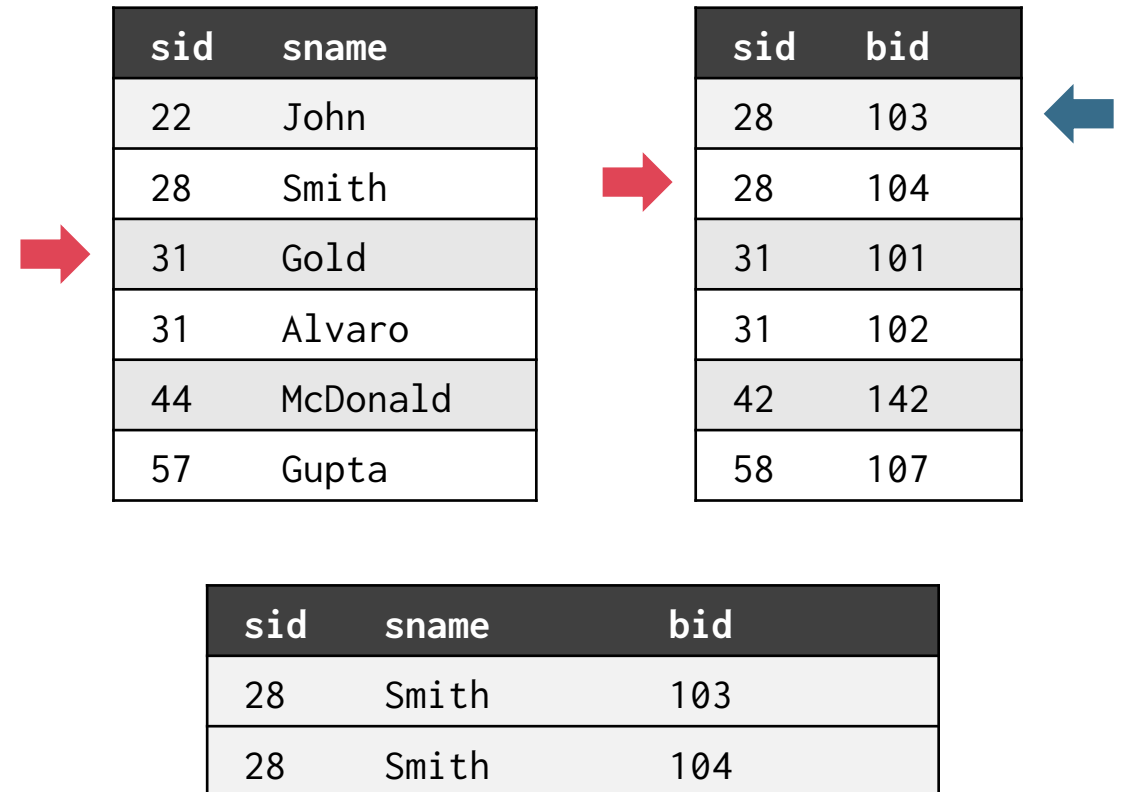 sid sname
22 John
28 Smith
31 Gold
31 Alvaro
44 McDonald
57 Gupta
sid bid
28 103
28 104
31 101
31 102
42 142
58 107
sid sname bid
28 Smith 103
28 Smith 104